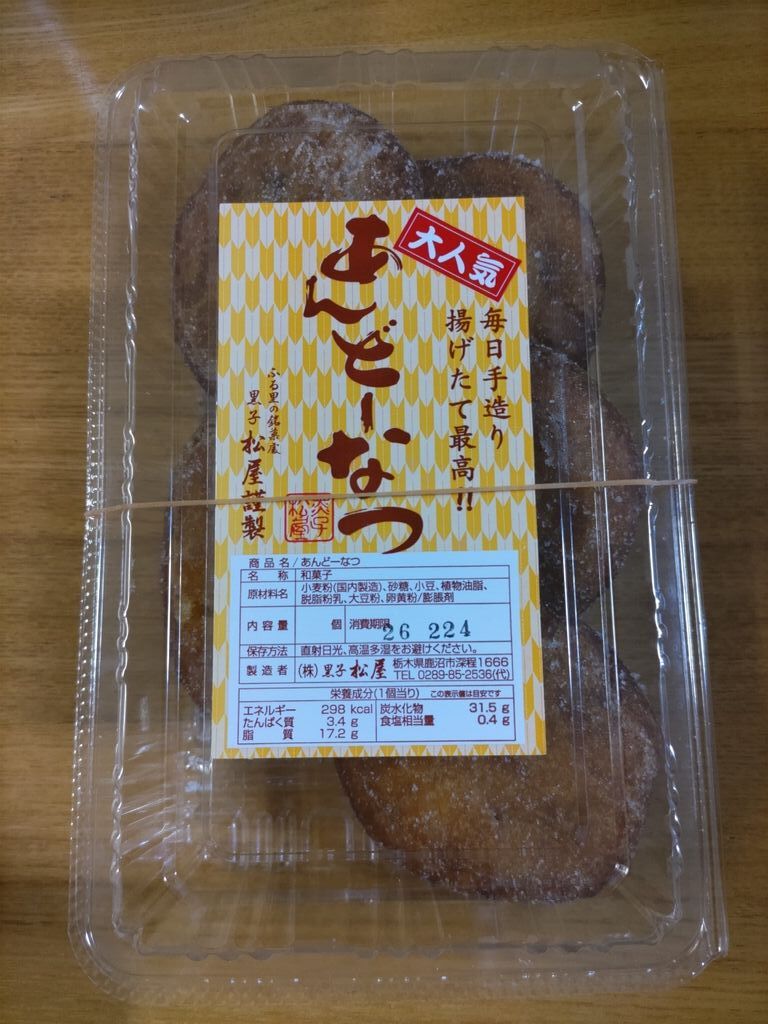 大人気
毎日手造り
揚げたて最高!!
あんどーなつ
ふる里の銘菓處
黒子 松屋 謹製
商品名/あんどーなつ
名称 和菓子
原材料名 小麦粉(国内製造)、砂糖、小豆、植物油脂、
脱脂粉乳、大豆粉、卵黄粉/膨脹剤
内容量 個 消費期限 26 2 24
保存方法 直射日光、高温多湿をお避けください。
製造者 (株)黒子 松屋 栃木県鹿沼市深程1666
TEL 0289-85-2536(代)
栄養成分(1個当り) この表示値は目安です
エネルギー 298 kcal 炭水化物 31.5 g
たんぱく質 3.4 g 食塩相当量 0.4 g
脂質 17.2 g